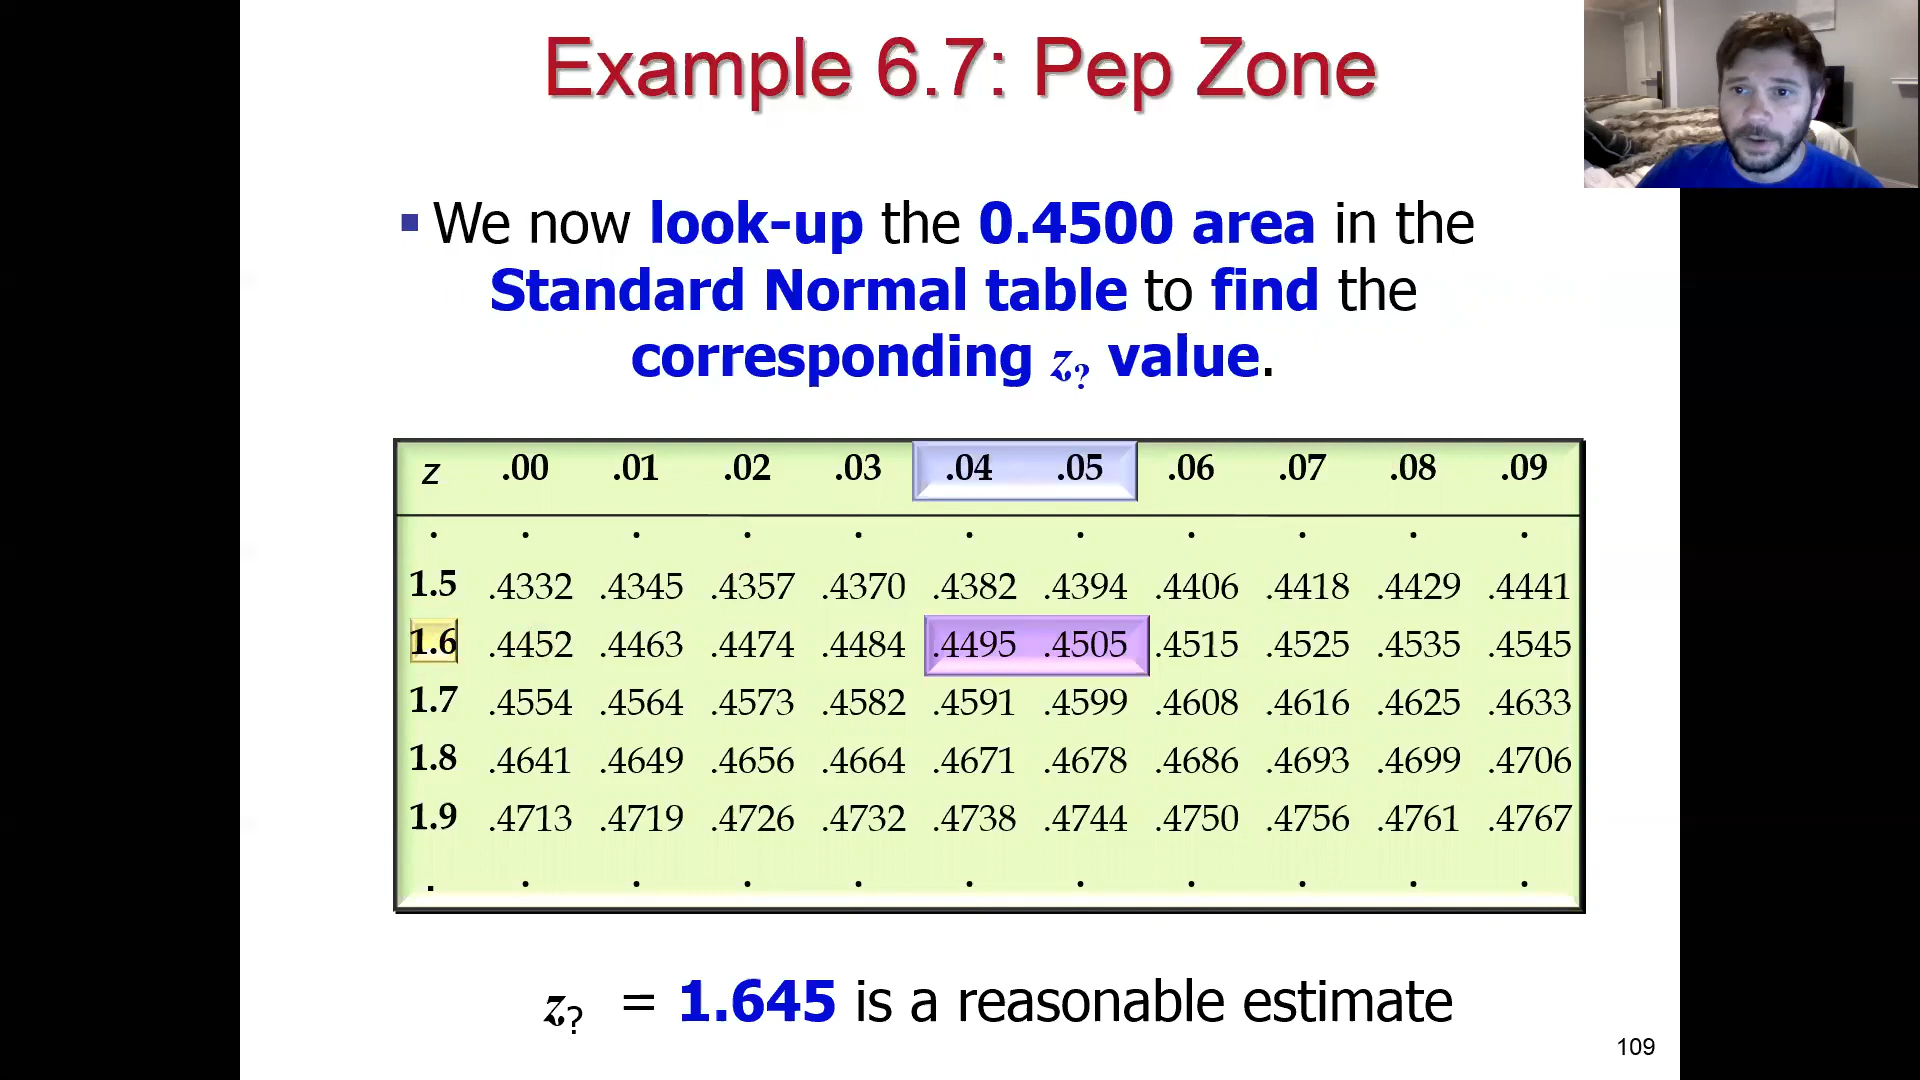 Example 6.7: Pep Zone
▪ We now look-up the 0.4500 area in the
Standard Normal table to find the
corresponding z? value.
z .00 .01 .02 .03 .04 .05 .06 .07 .08 .09
. . . . . . . . . . .
1.5 .4332 .4345 .4357 .4370 .4382 .4394 .4406 .4418 .4429 .4441
1.6 .4452 .4463 .4474 .4484 .4495 .4505 .4515 .4525 .4535 .4545
1.7 .4554 .4564 .4573 .4582 .4591 .4599 .4608 .4616 .4625 .4633
1.8 .4641 .4649 .4656 .4664 .4671 .4678 .4686 .4693 .4699 .4706
1.9 .4713 .4719 .4726 .4732 .4738 .4744 .4750 .4756 .4761 .4767
. . . . . . . . . . .
z? = 1.645 is a reasonable estimate
109